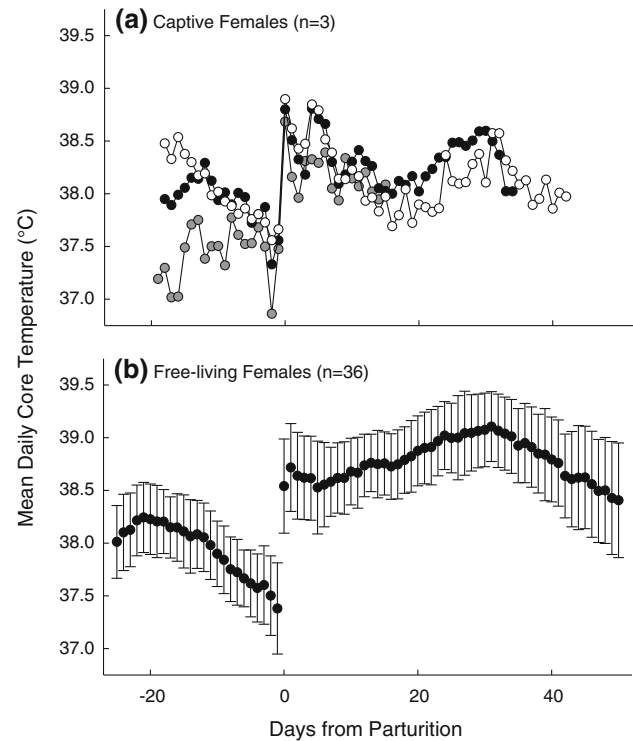 (a) Captive Females (n=3)
39.5
39.0
38.5
38.0
37.5
37.0
Mean Daily Core Temperature (°C)
(b) Free-living Females (n=36)
39.5
39.0
38.5
38.0
37.5
37.0
-20 0 20 40
Days from Parturition